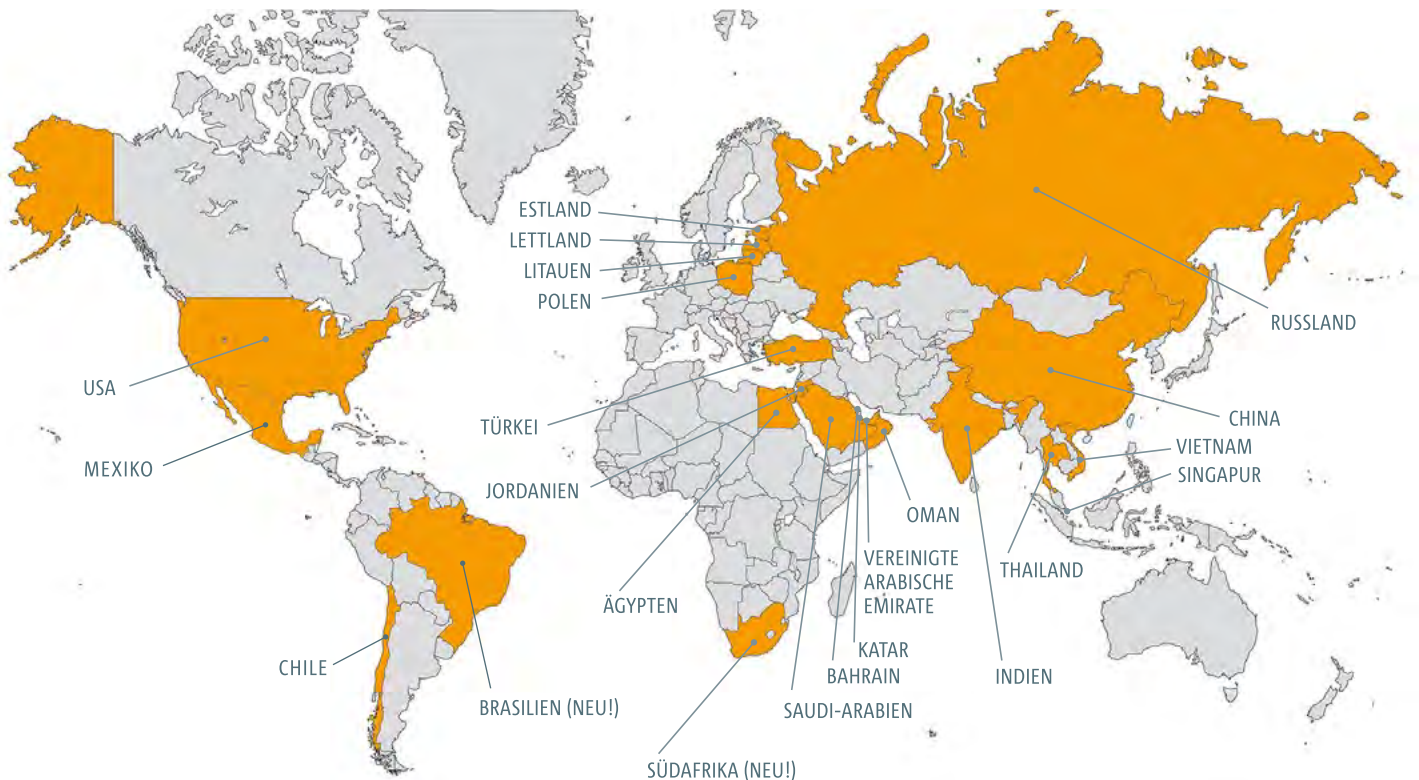 ESTLAND
LETTLAND
LITAUEN
POLEN
RUSSLAND
USA
MEXIKO
TÜRKEI
JORDANIEN
CHINA
VIETNAM
SINGAPUR
OMAN
THAILAND
VEREINIGTE
ARABISCHE
EMIRATE
ÄGYPTEN
KATAR
BAHRAIN
INDIEN
CHILE
BRASILIEN (NEU!)
SAUDI-ARABIEN
SÜDAFRIKA (NEU!)